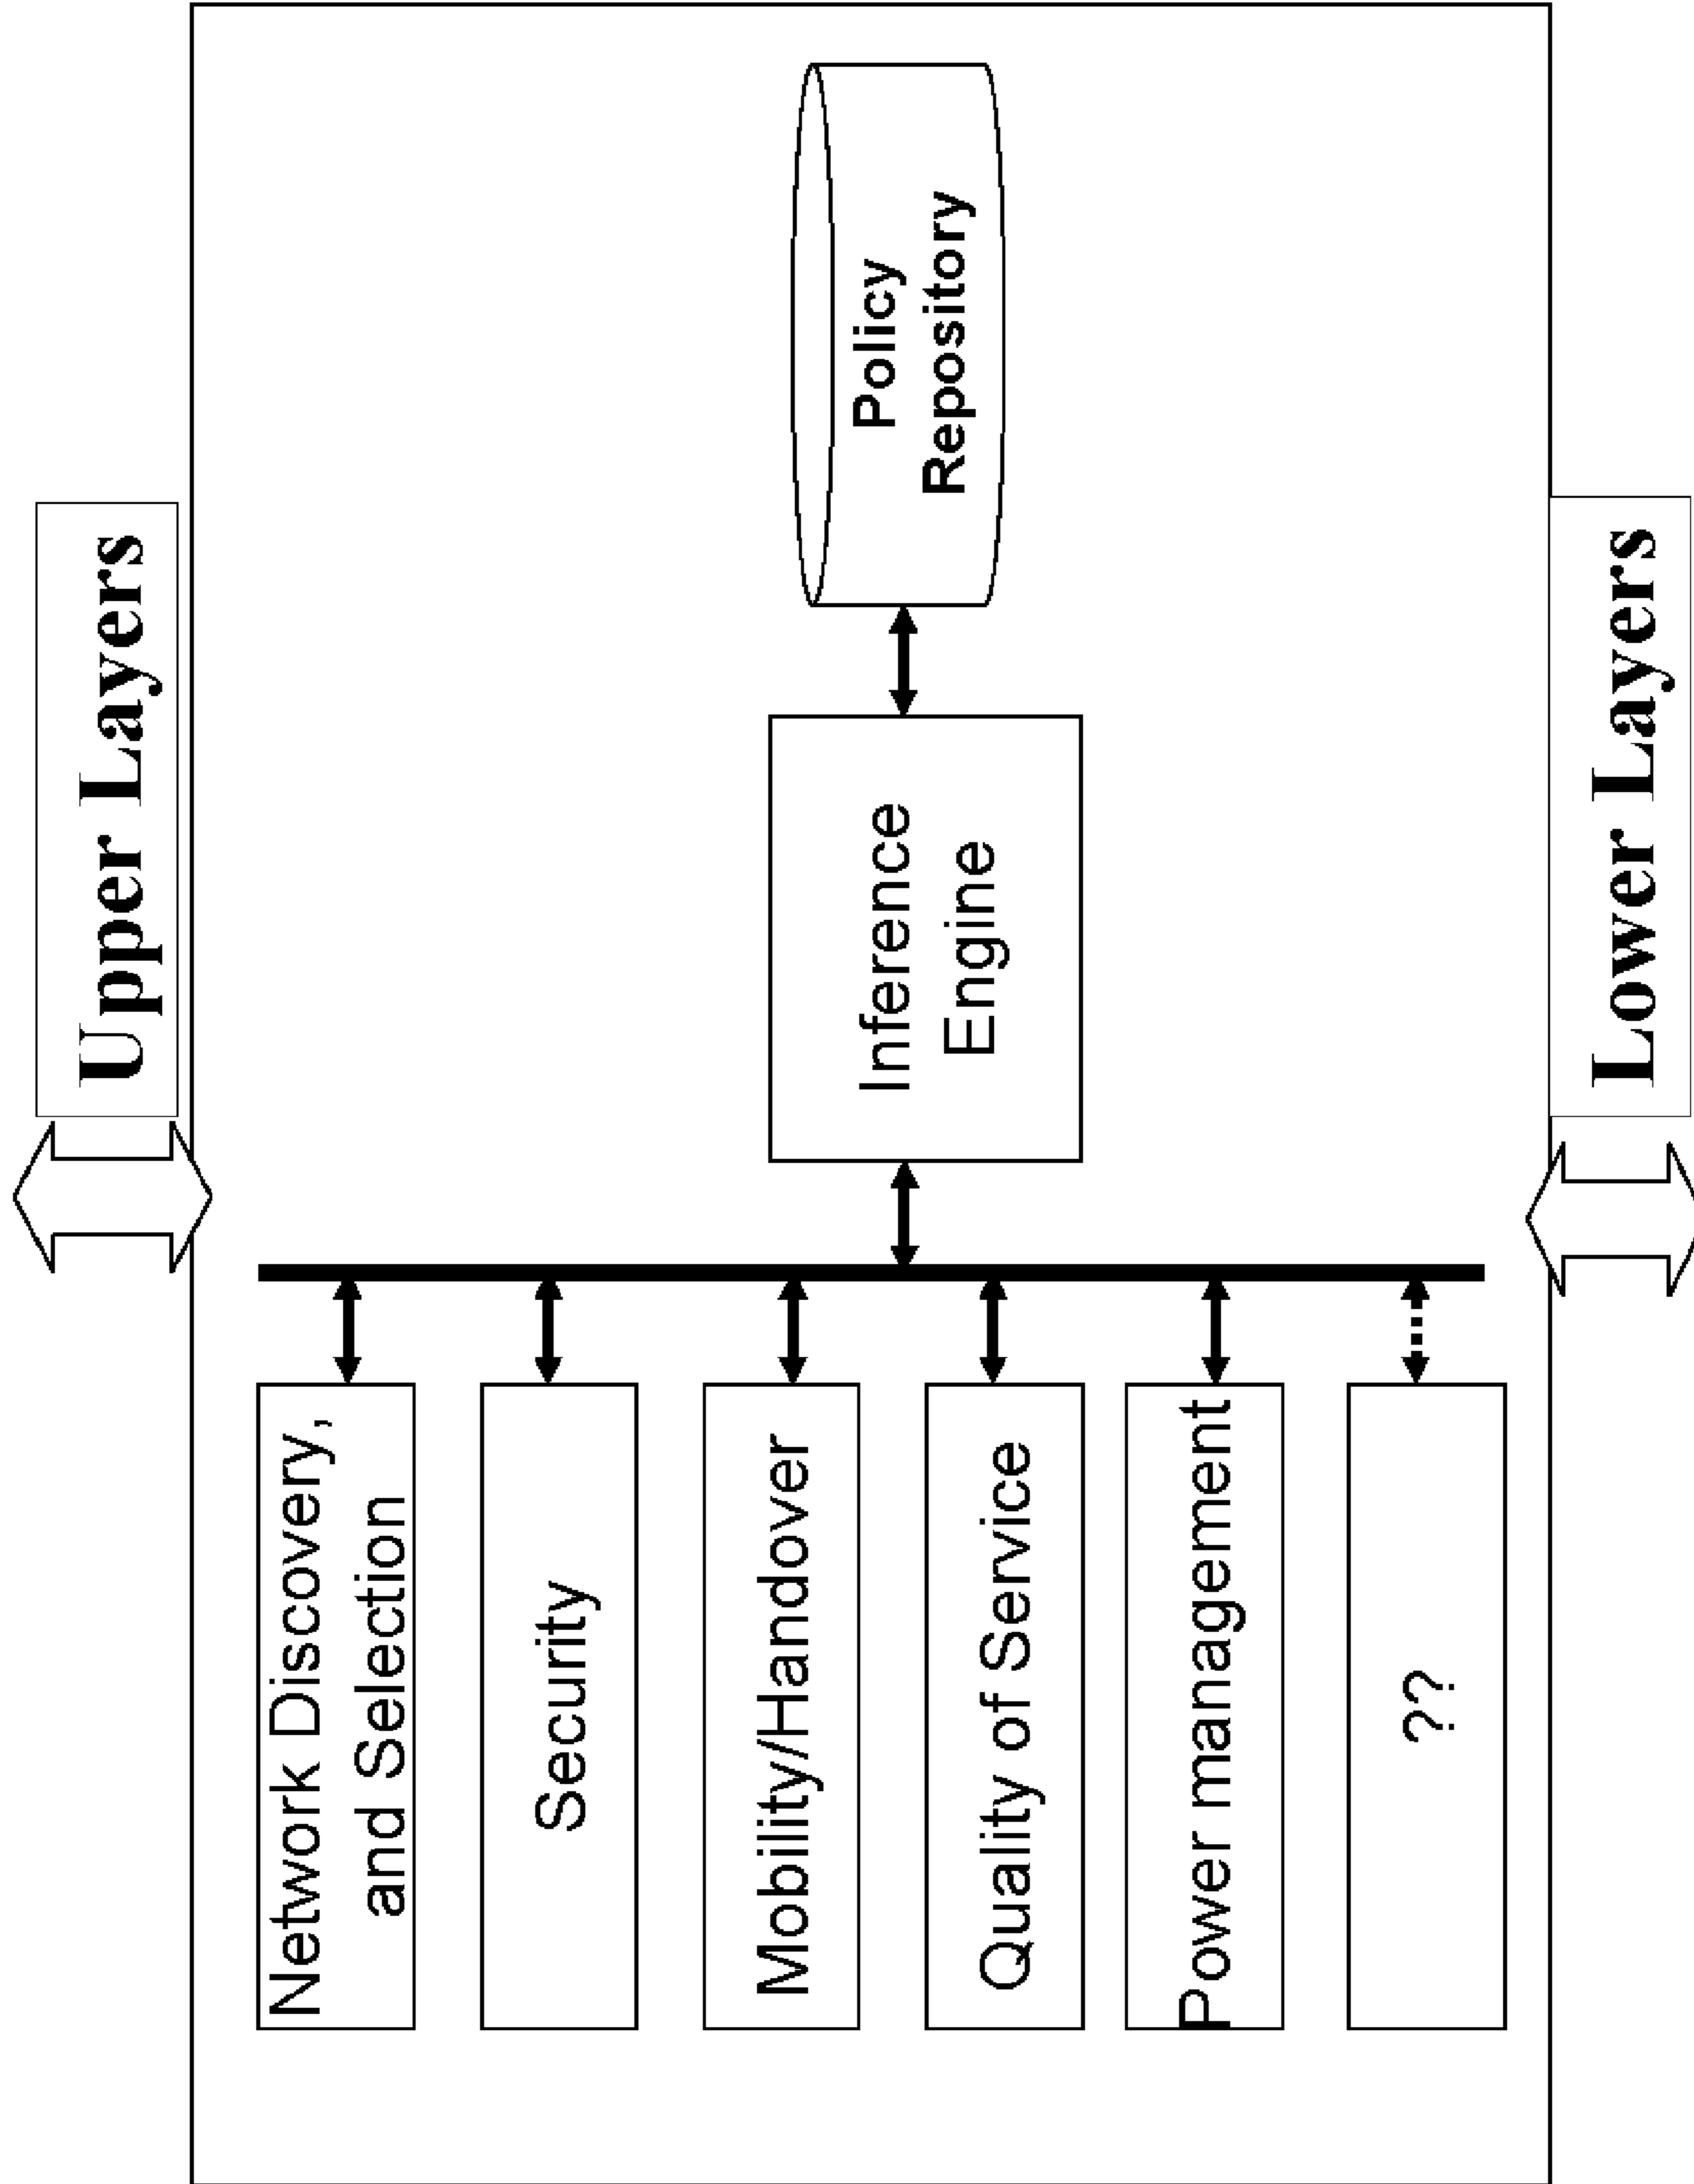 Upper Layers
Network Discovery,
and Selection
Security
Mobility/Handover
Quality of Service
Power management
??
Inference
Engine
Policy
Repository
Lower Layers